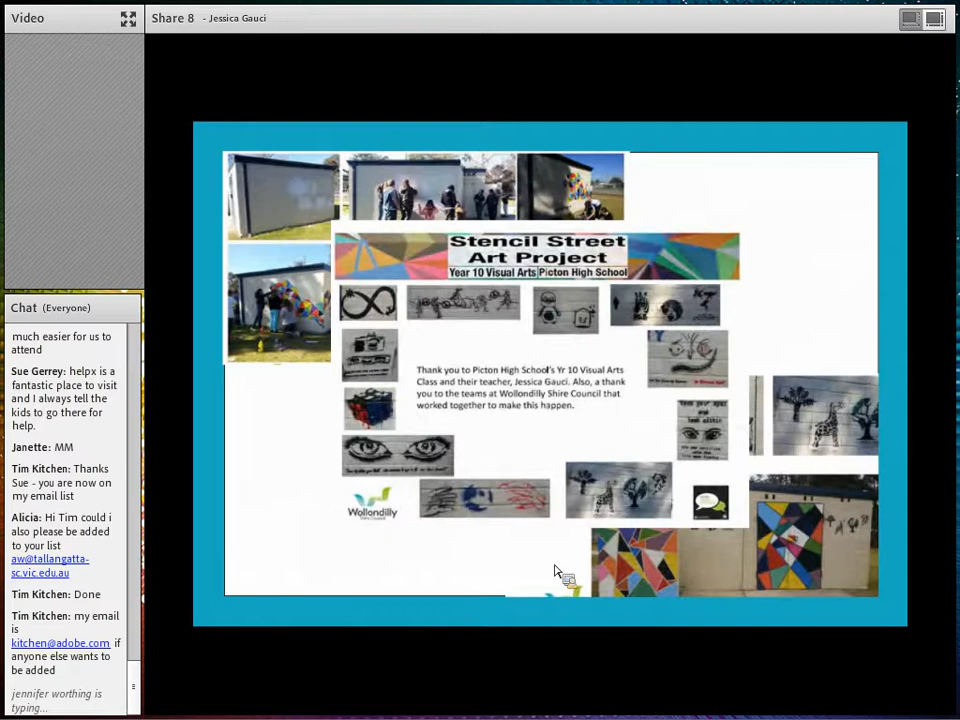 Video
Share 8 - Jessica Gauci
Chat (Everyone)
much easier for us to
attend
Sue Gerrey: helpx is a
fantastic place to visit
and I always tell the
kids to go there for
help.
Janette: MM
Tim Kitchen: Thanks
Sue - you are now on
my email list
Alicia: Hi Tim could i
also please be added
to your list
aw@tallangatta-
sc.vic.edu.au
Tim Kitchen: Done
Tim Kitchen: my email
is
kitchen@adobe.com if
anyone else wants to
be added
jennifer worthing is
typing...
Stencil Street
Art Project
Year 10 Visual Arts Picton High School
Thank you to Picton High School's Yr 10 Visual Arts
Class and their teacher, Jessica Gauci. Also, a thank
you to the teams at Wollondilly Shire Council that
worked together to make this happen.
Wollondilly
Shire Council